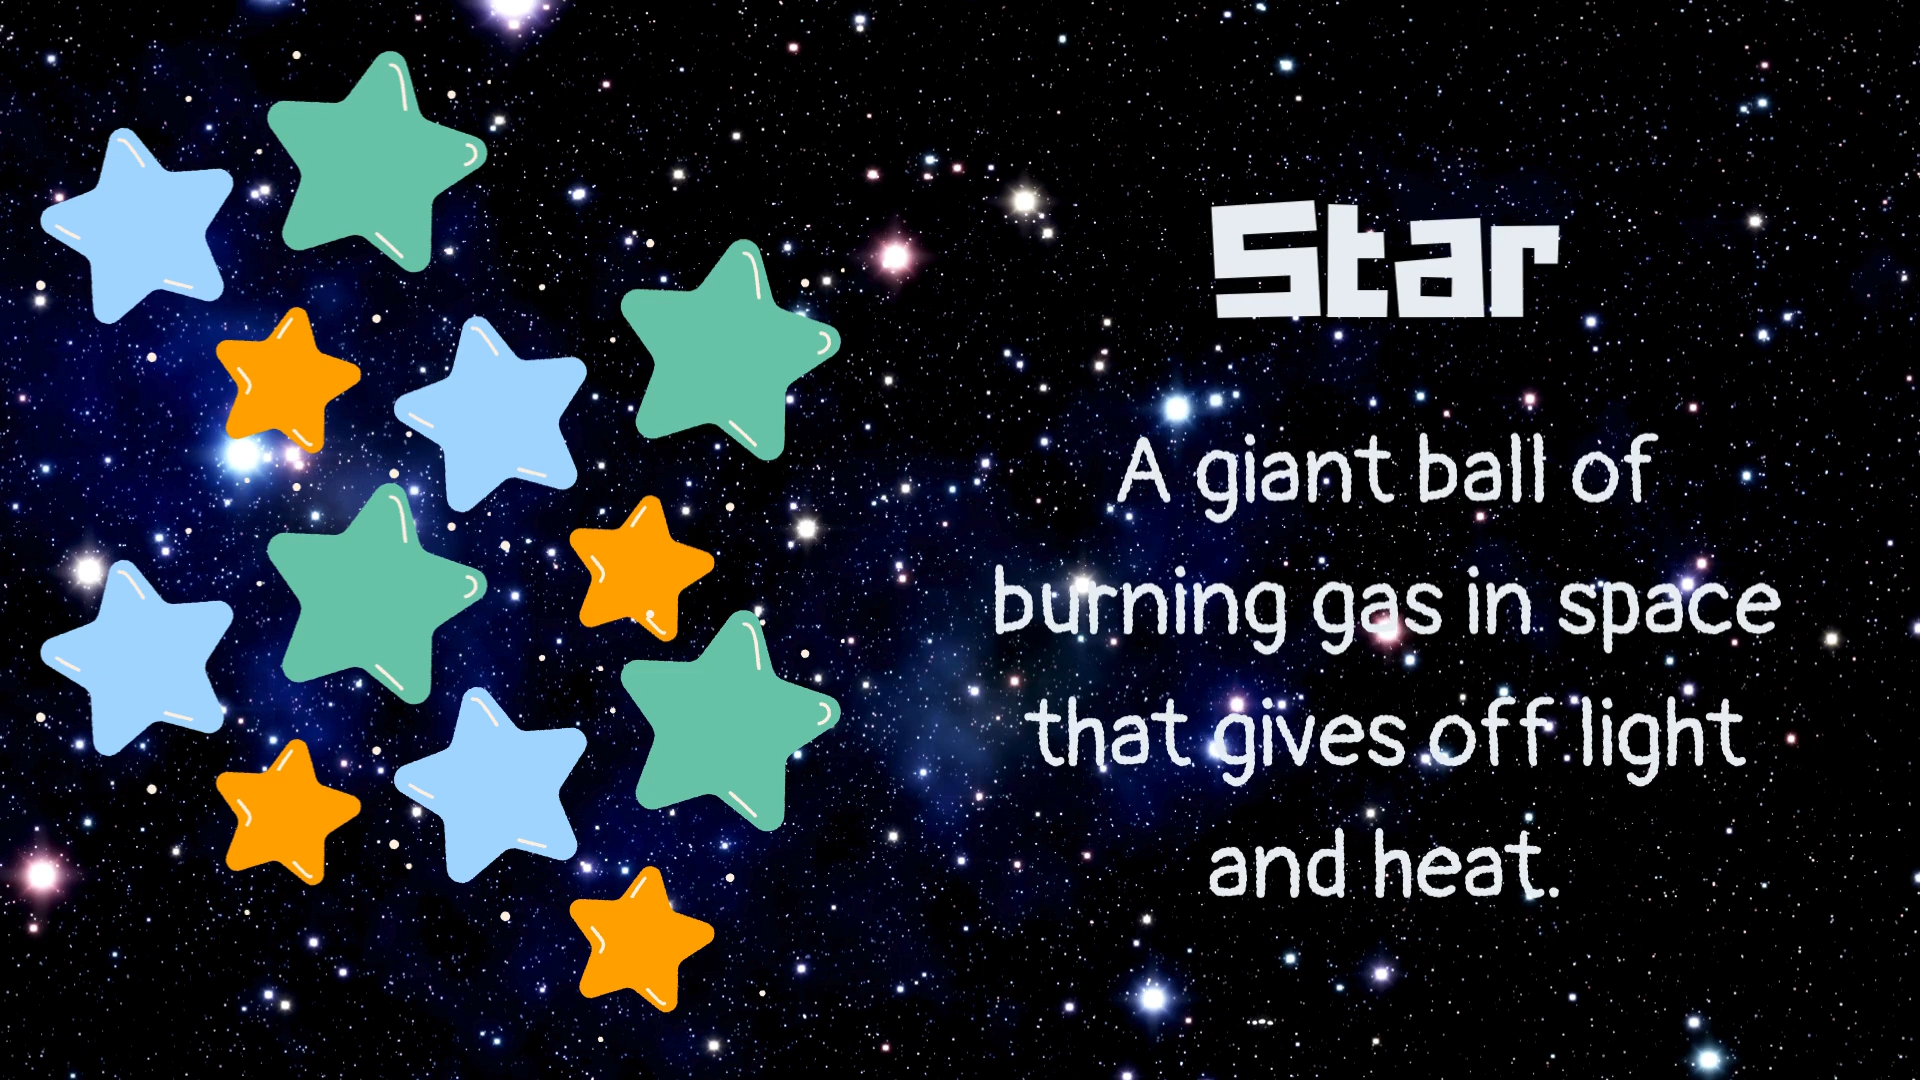 Star
A giant ball of
burning gas in space
that gives off light
and heat.